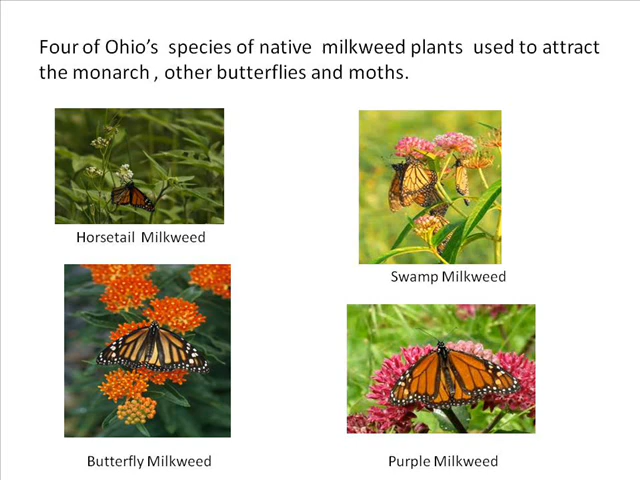 Four of Ohio's species of native milkweed plants used to attract
the monarch , other butterflies and moths.
Horsetail Milkweed
Swamp Milkweed
Butterfly Milkweed
Purple Milkweed